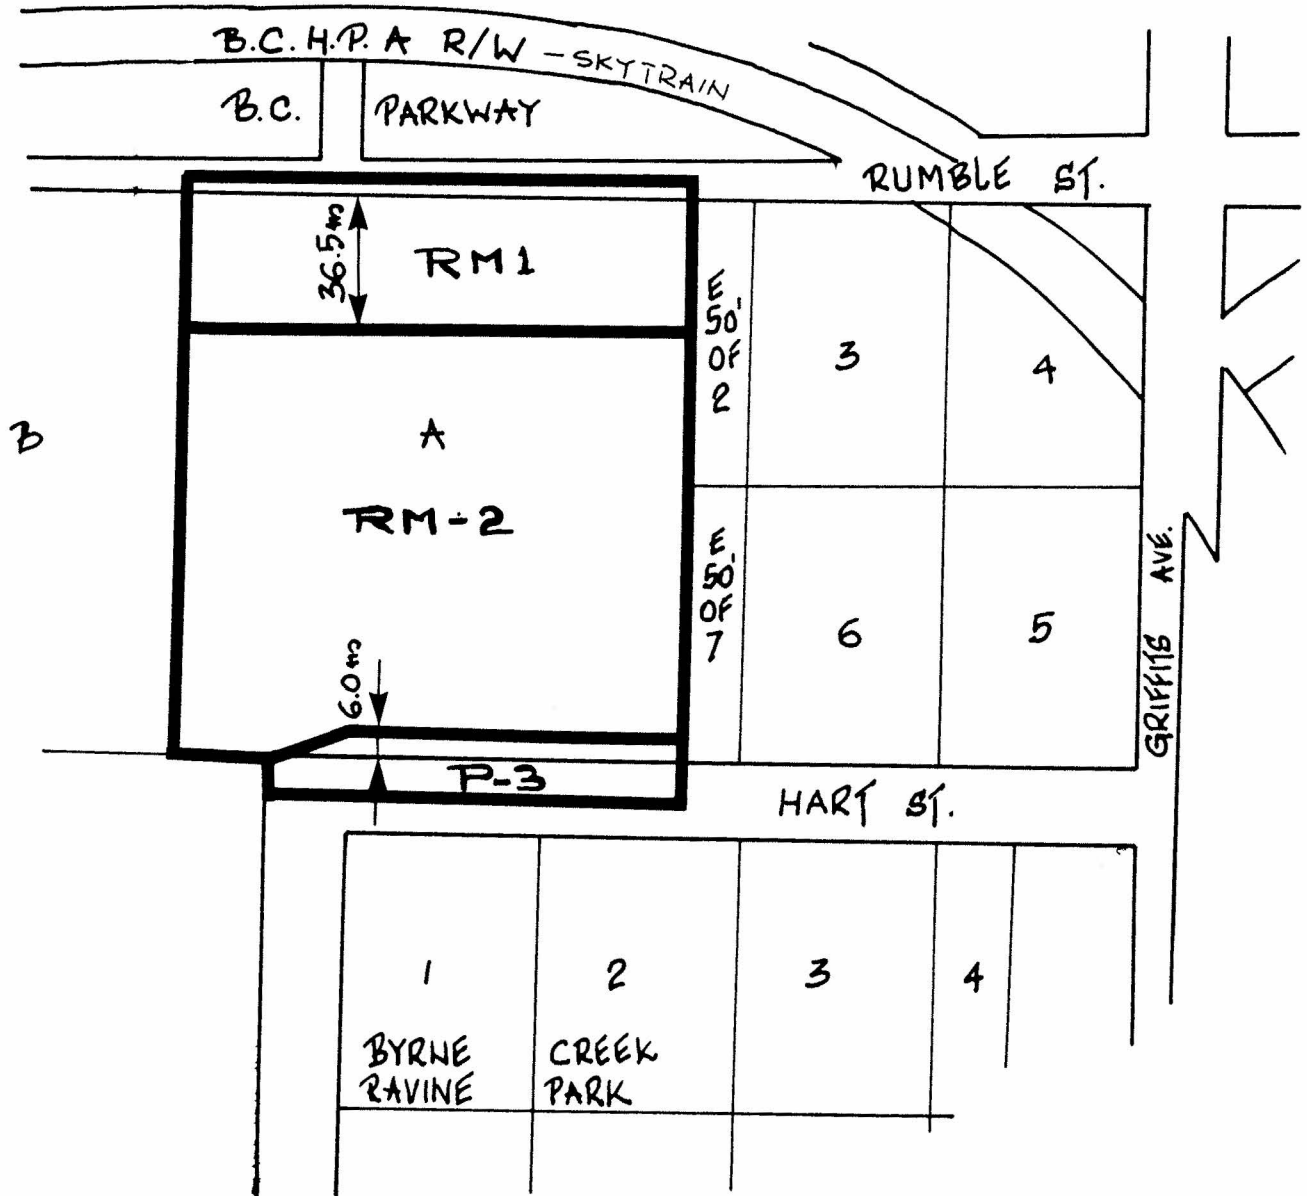 B.C.H.P.A R/W - SKYTRAIN
B.C. PARKWAY
RUMBLE ST.
36.5m
RM1
E
50'
OF
2
3
4
B
A
RM-2
E
50'
OF
7
6
5
GRIFFITS AVE.
6.0m
P-3
HART ST.
1
2
3
4
BYRNE CREEK
RAVINE PARK